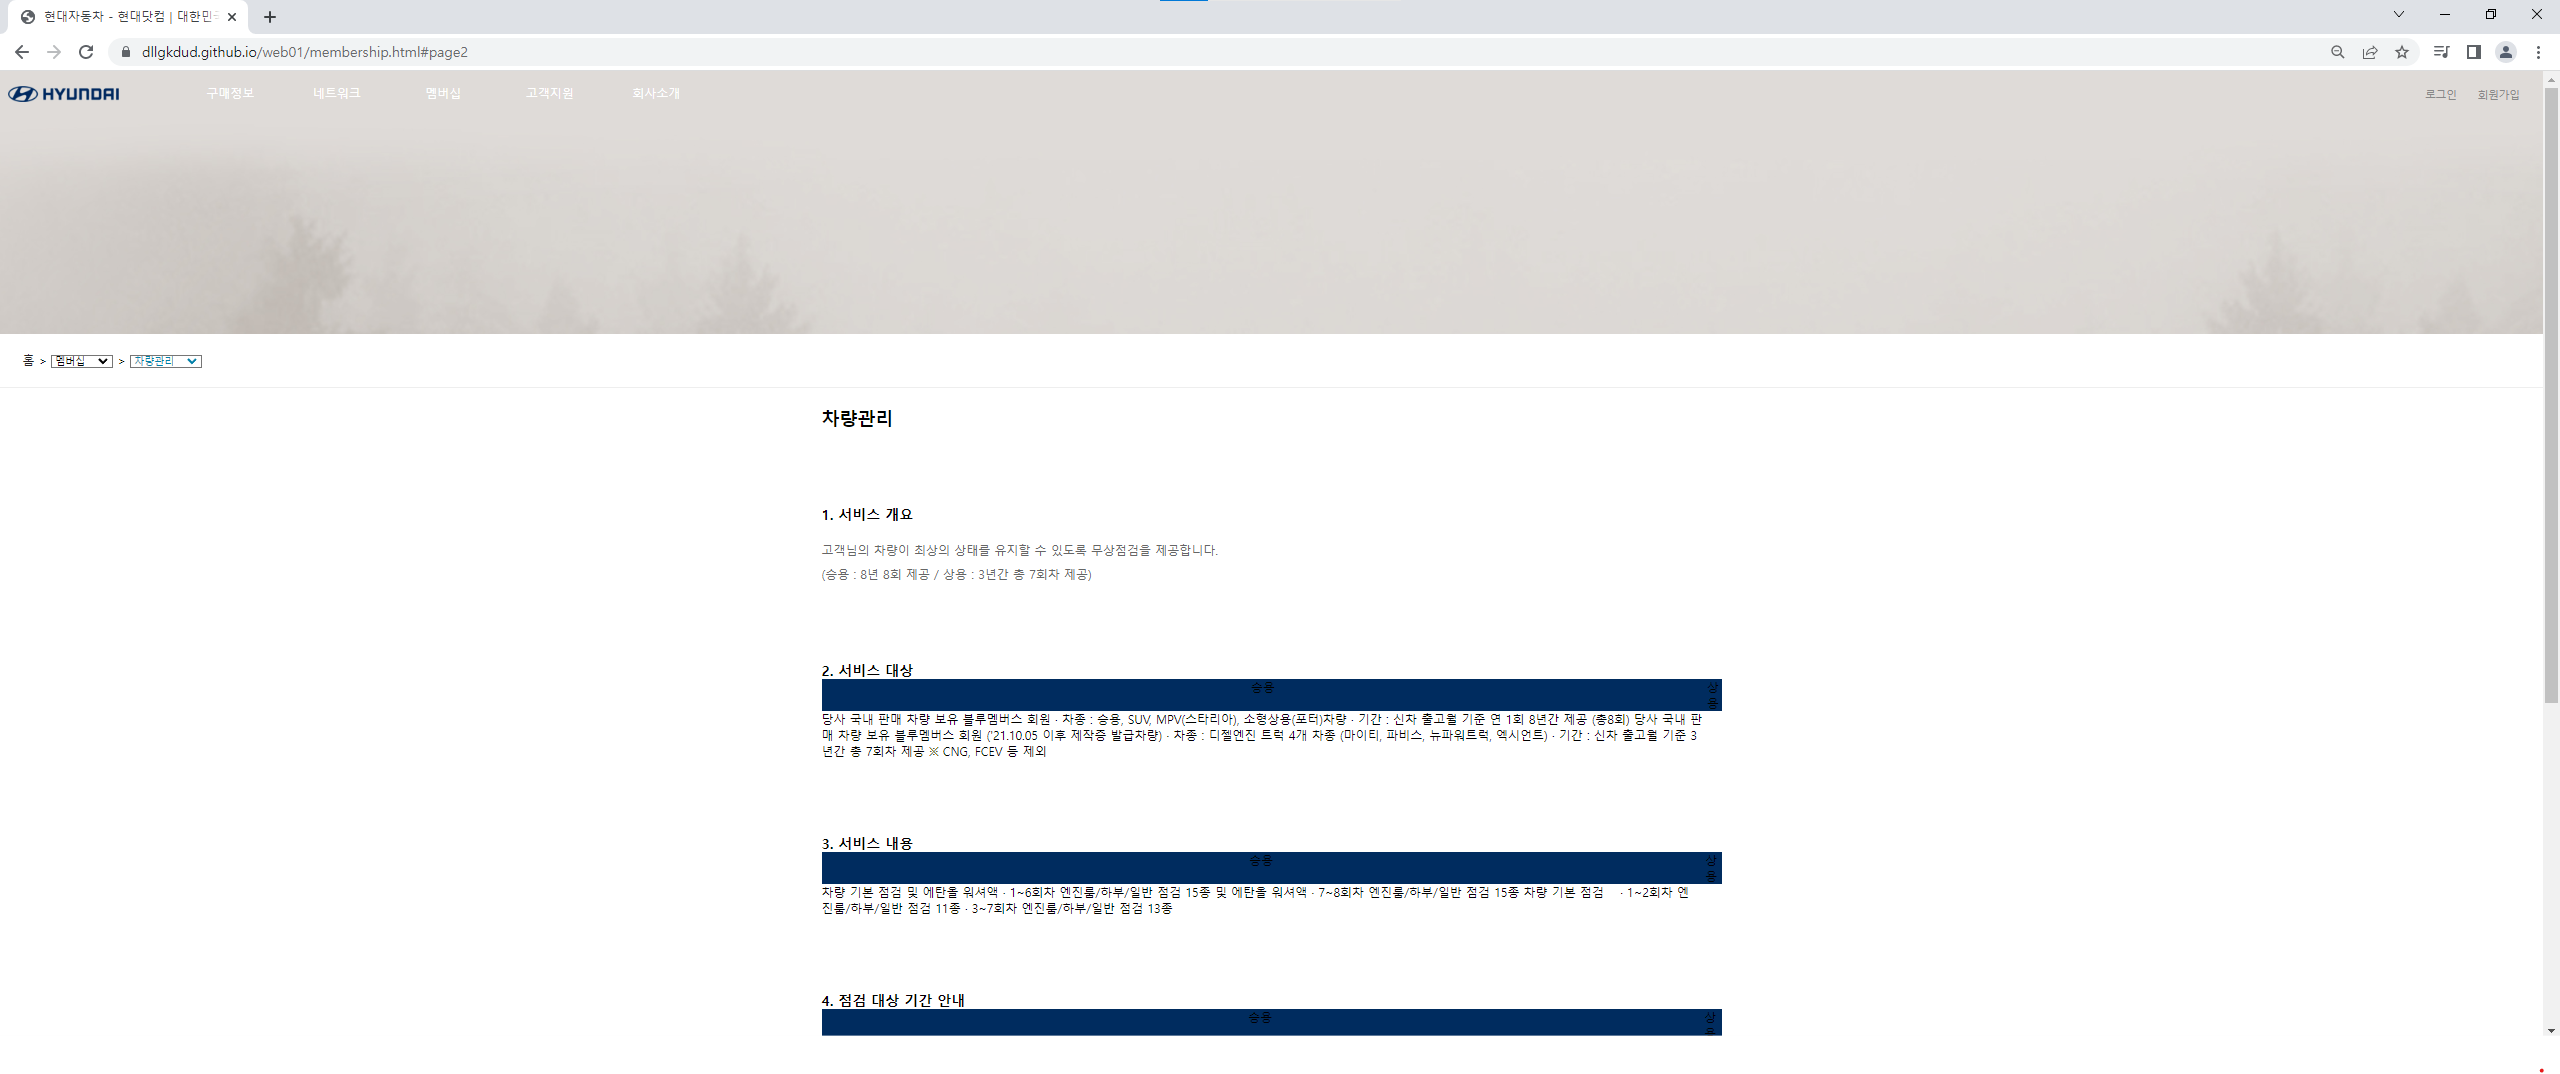 현대자동차 - 현대닷컴 | 대한민국
dllgkdud.github.io/web01/membership.html#page2
HYUNDAI 구매정보 네트워크 멤버십 고객지원 회사소개 로그인 회원가입
홈 > 멤버십 > 차량관리
차량관리
1. 서비스 개요
고객님의 차량이 최상의 상태를 유지할 수 있도록 무상점검을 제공합니다.
(승용 : 8년 8회 제공 / 상용 : 3년간 총 7회차 제공)
2. 서비스 대상
승용 상
용
당사 국내 판매 차량 보유 블루멤버스 회원 · 차종 : 승용, SUV, MPV(스타리아), 소형상용(포터)차량 · 기간 : 신차 출고월 기준 연 1회 8년간 제공 (총8회) 당사 국내 판
매 차량 보유 블루멤버스 회원 ('21.10.05 이후 제작증 발급차량) · 차종 : 디젤엔진 트럭 4개 차종 (마이티, 파비스, 뉴파워트럭, 엑시언트) · 기간 : 신차 출고월 기준 3
년간 총 7회차 제공 ※ CNG, FCEV 등 제외
3. 서비스 내용
승용 상
용
차량 기본 점검 및 에탄올 워셔액 · 1~6회차 엔진룸/하부/일반 점검 15종 및 에탄올 워셔액 · 7~8회차 엔진룸/하부/일반 점검 15종 차량 기본 점검 · 1~2회차 엔
진룸/하부/일반 점검 11종 · 3~7회차 엔진룸/하부/일반 점검 13종
4. 점검 대상 기간 안내
승용 상
용